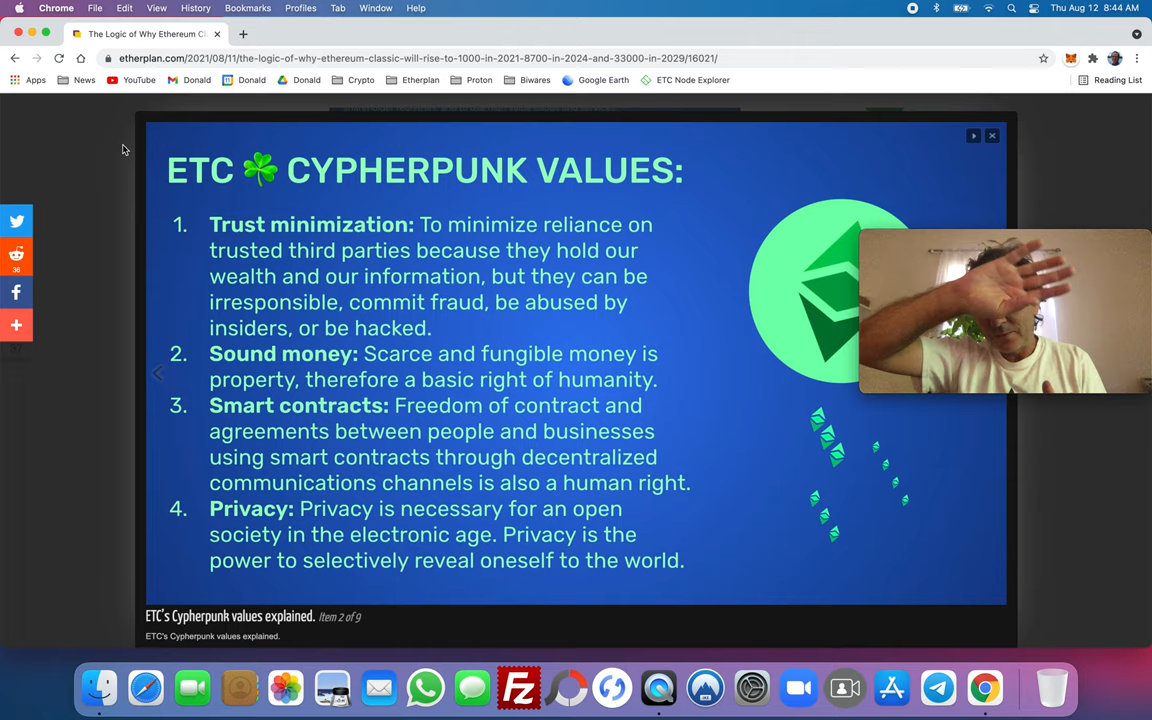 Chrome File Edit View History Bookmarks Profiles Tab Window Help Thu Aug 12 8:44 AM
The Logic of Why Ethereum Cl
etherplan.com/2021/08/11/the-logic-of-why-ethereum-classic-will-rise-to-1000-in-2021-8700-in-2024-and-33000-in-2029/16021/
Apps News YouTube Donald Donald Donald Crypto Etherplan Proton Biwares Google Earth ETC Node Explorer Reading List
ETC ☘️ CYPHERPUNK VALUES:
1. Trust minimization: To minimize reliance on
trusted third parties because they hold our
wealth and our information, but they can be
irresponsible, commit fraud, be abused by
insiders, or be hacked.
2. Sound money: Scarce and fungible money is
property, therefore a basic right of humanity.
3. Smart contracts: Freedom of contract and
agreements between people and businesses
using smart contracts through decentralized
communications channels is also a human right.
4. Privacy: Privacy is necessary for an open
society in the electronic age. Privacy is the
power to selectively reveal oneself to the world.
36
ETC's Cypherpunk values explained. Item 2 of 9
ETC's Cypherpunk values explained.
Fz